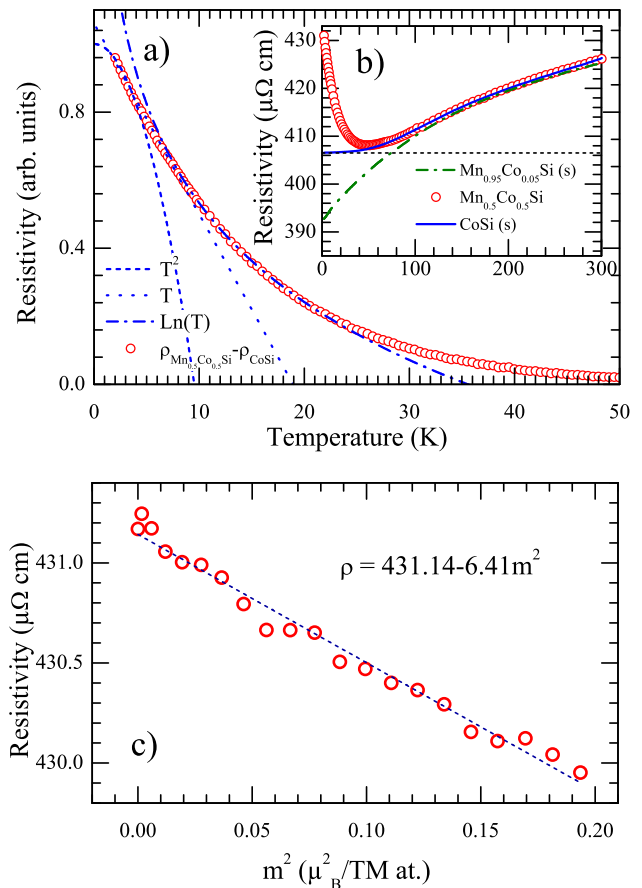 a)
Resistivity (arb. units)
0.8
0.4
0.0
0 10 20 30 40 50
Temperature (K)
T²
T
Ln(T)
ρMn0.5Co0.5Si-ρCoSi
b)
Resistivity (μΩ cm)
430
420
410
400
390
0 100 200 300
Mn0.95Co0.05Si (s)
Mn0.5Co0.5Si
CoSi (s)
c)
Resistivity (μΩ cm)
431.0
430.5
430.0
ρ = 431.14-6.41m²
0.00 0.05 0.10 0.15 0.20
m² (μ²B/TM at.)